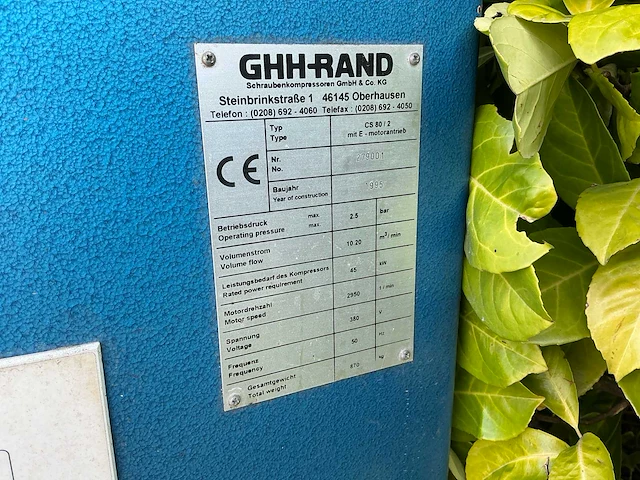 GHH-RAND
Schraubenkompressoren GmbH & Co. KG
Steinbrinkstraße 1 46145 Oberhausen
Telefon : (0208) 692 - 4060 Telefax : (0208) 692 - 4050
CE
Typ CS 80 / 2
Type mit E - motorantrieb
Nr. 279001
No.
Baujahr 1995
Year of construction
Betriebsdruck max. 2.5 bar
Operating pressure max.
Volumenstrom 10.20 m³ / min
Volume flow
Leistungsbedarf des Kompressors 45 kW
Rated power requirement
Motordrehzahl 2950 1 / min
Motor speed
Spannung 380 V
Voltage
Frequenz 50 Hz
Frequency
Gesamtgewicht 670 kg
Total weight